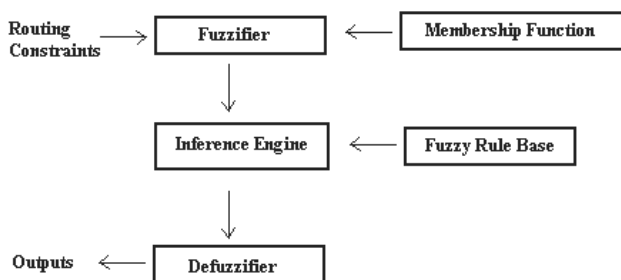 Routing
Constraints
Fuzzifier
Membership Function
Inference Engine
Fuzzy Rule Base
Outputs
Defuzzifier